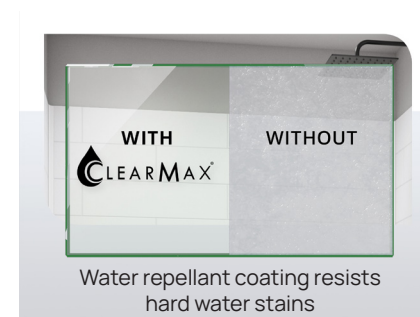 WITH
CLEARMAX®
WITHOUT
Water repellant coating resists
hard water stains